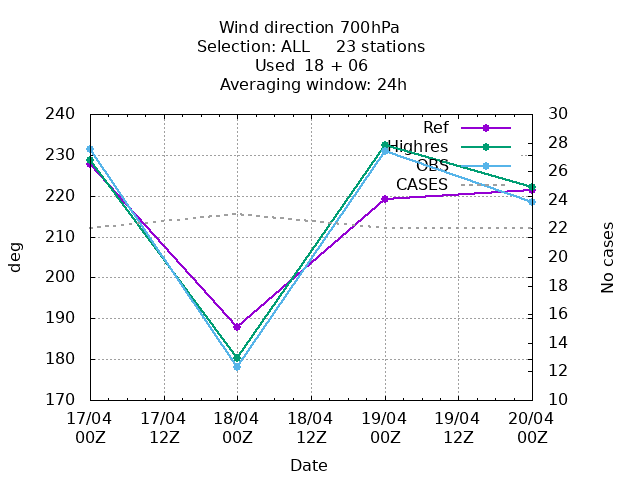 Wind direction 700hPa
Selection: ALL 23 stations
Used 18 + 06
Averaging window: 24h
240
230
220
210
200
190
180
170
deg
30
28
26
24
22
20
18
16
14
12
10
No cases
Ref
Highres
OBS
CASES
17/04 00Z
17/04 12Z
18/04 00Z
18/04 12Z
19/04 00Z
19/04 12Z
20/04 00Z
Date